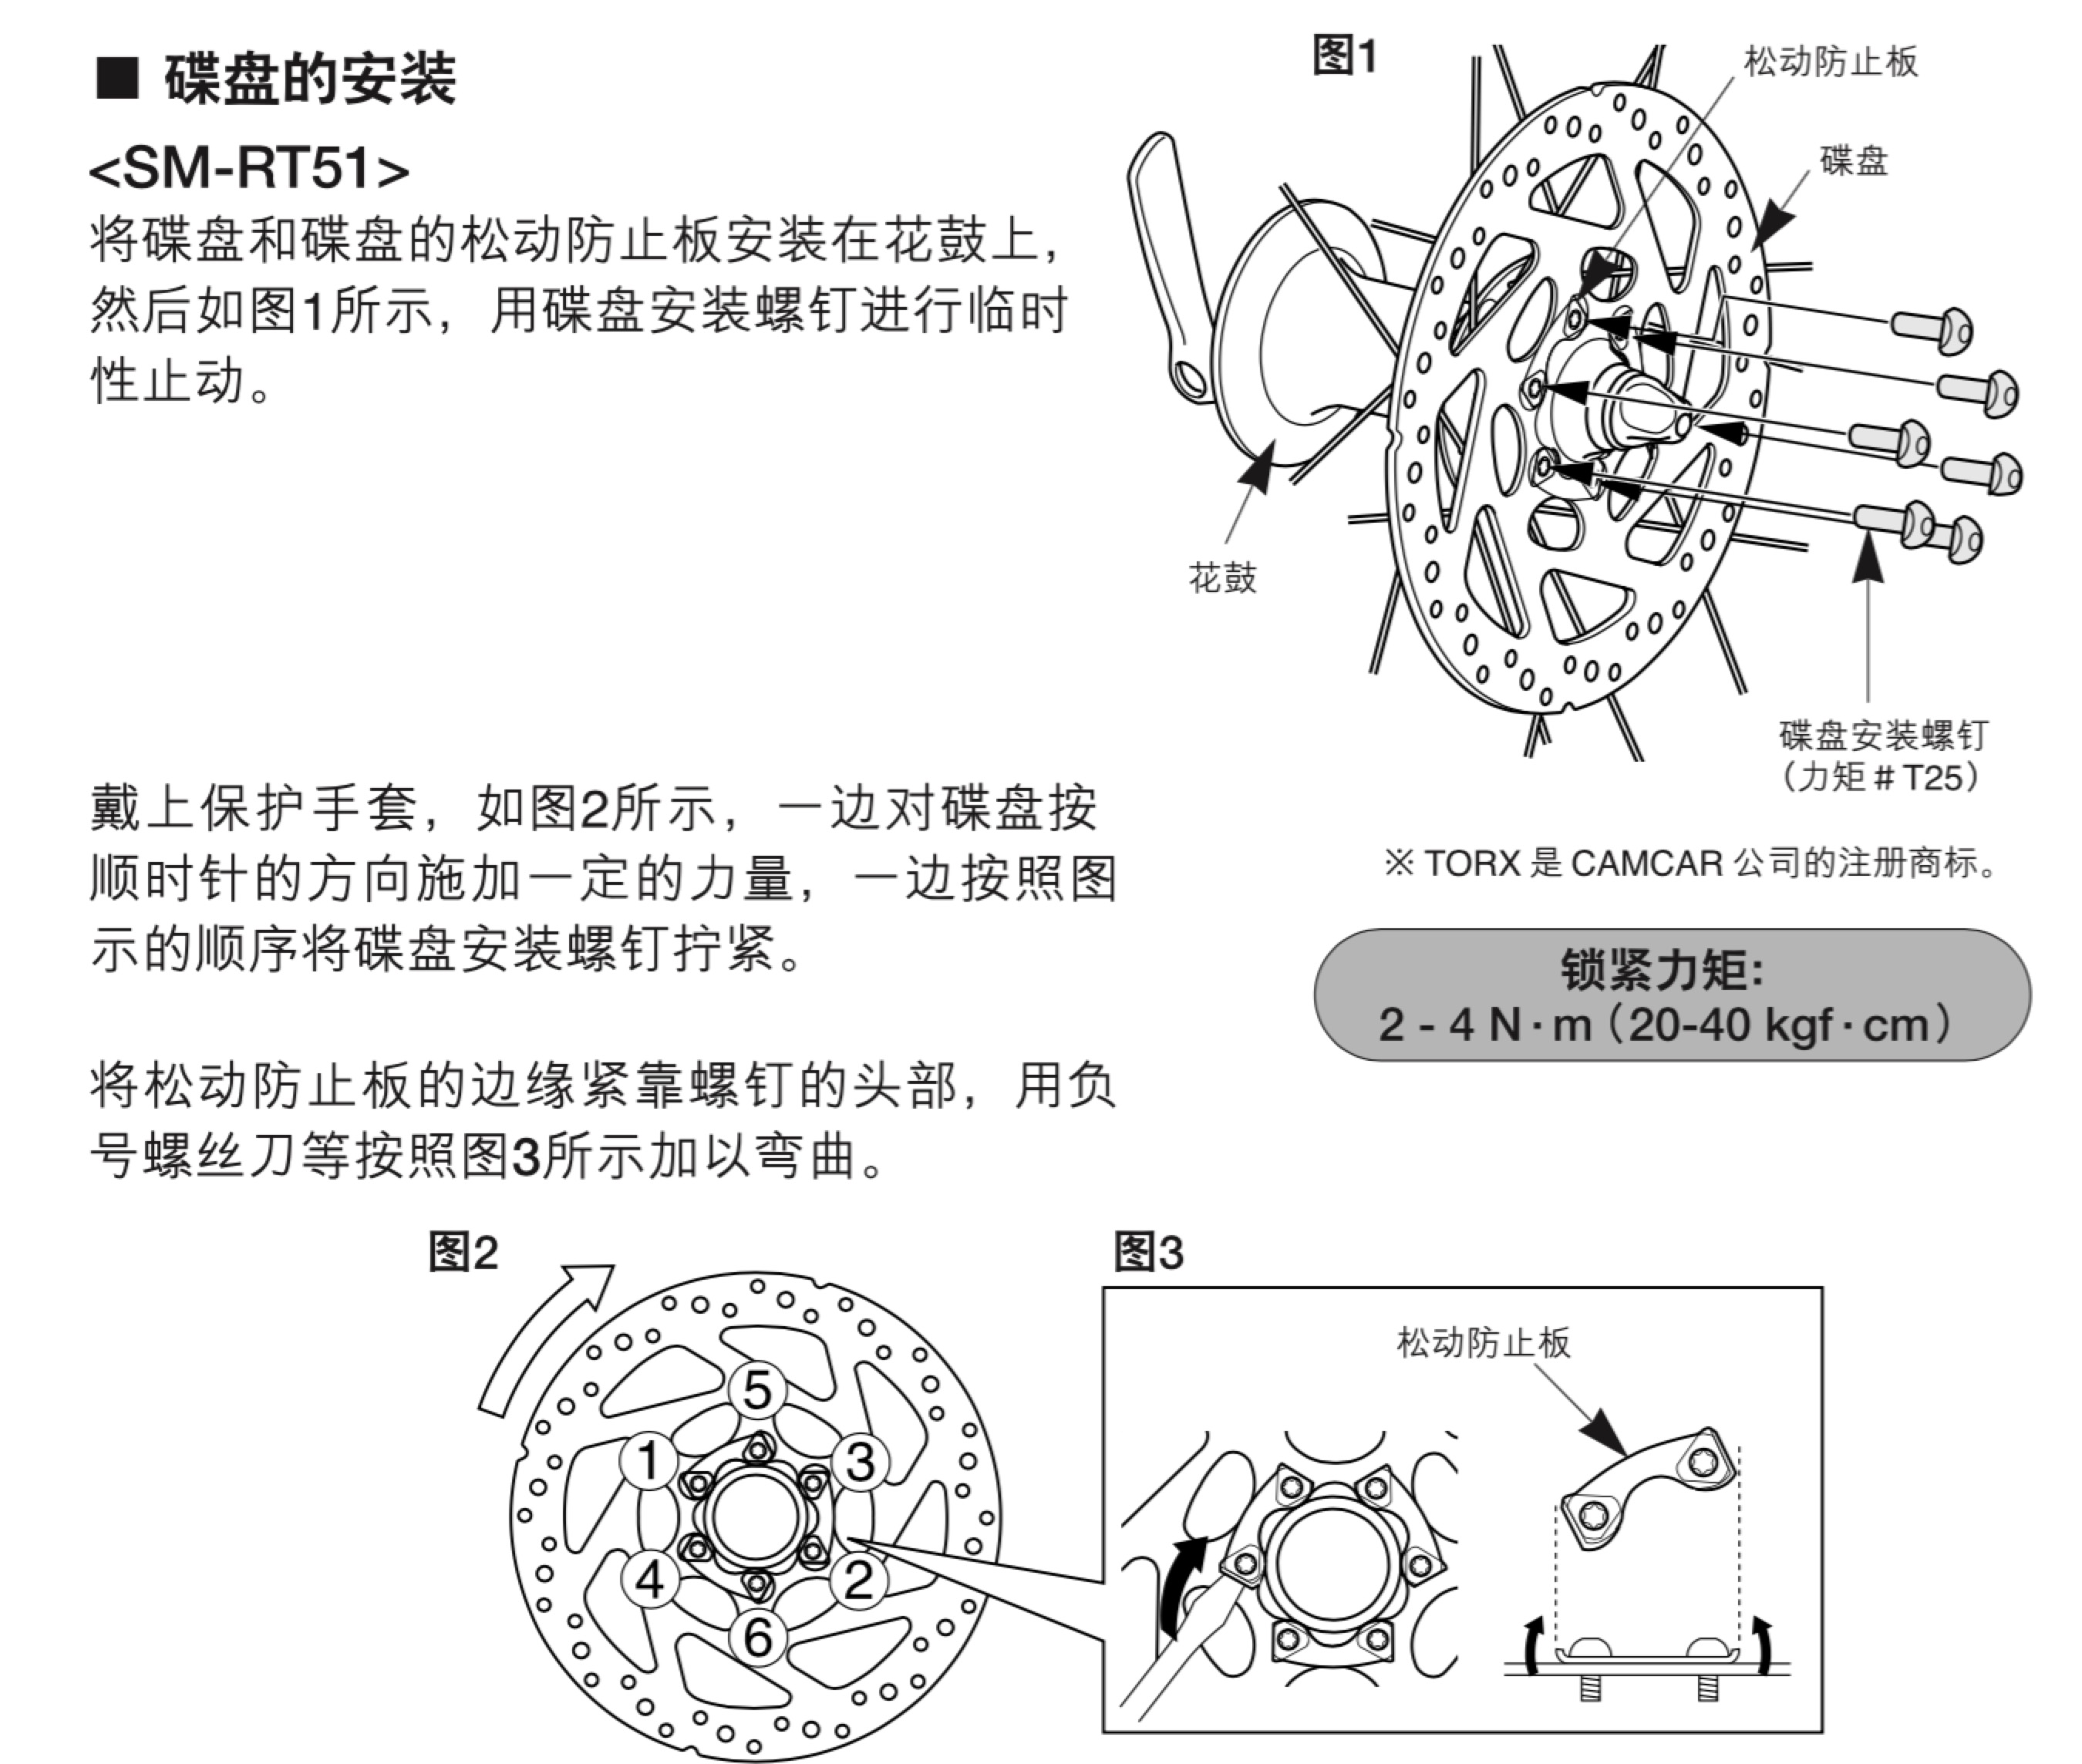 ■ 碟盘的安装
<SM-RT51>
将碟盘和碟盘的松动防止板安装在花鼓上，
然后如图1所示，用碟盘安装螺钉进行临时
性止动。
图1
松动防止板
碟盘
花鼓
碟盘安装螺钉
（力矩 # T25）
※ TORX 是 CAMCAR 公司的注册商标。
锁紧力矩:
2 - 4 N·m（20-40 kgf·cm）
戴上保护手套，如图2所示，一边对碟盘按
顺时针的方向施加一定的力量，一边按照图
示的顺序将碟盘安装螺钉拧紧。
将松动防止板的边缘紧靠螺钉的头部，用负
号螺丝刀等按照图3所示加以弯曲。
图2
5
1
3
4
2
6
图3
松动防止板